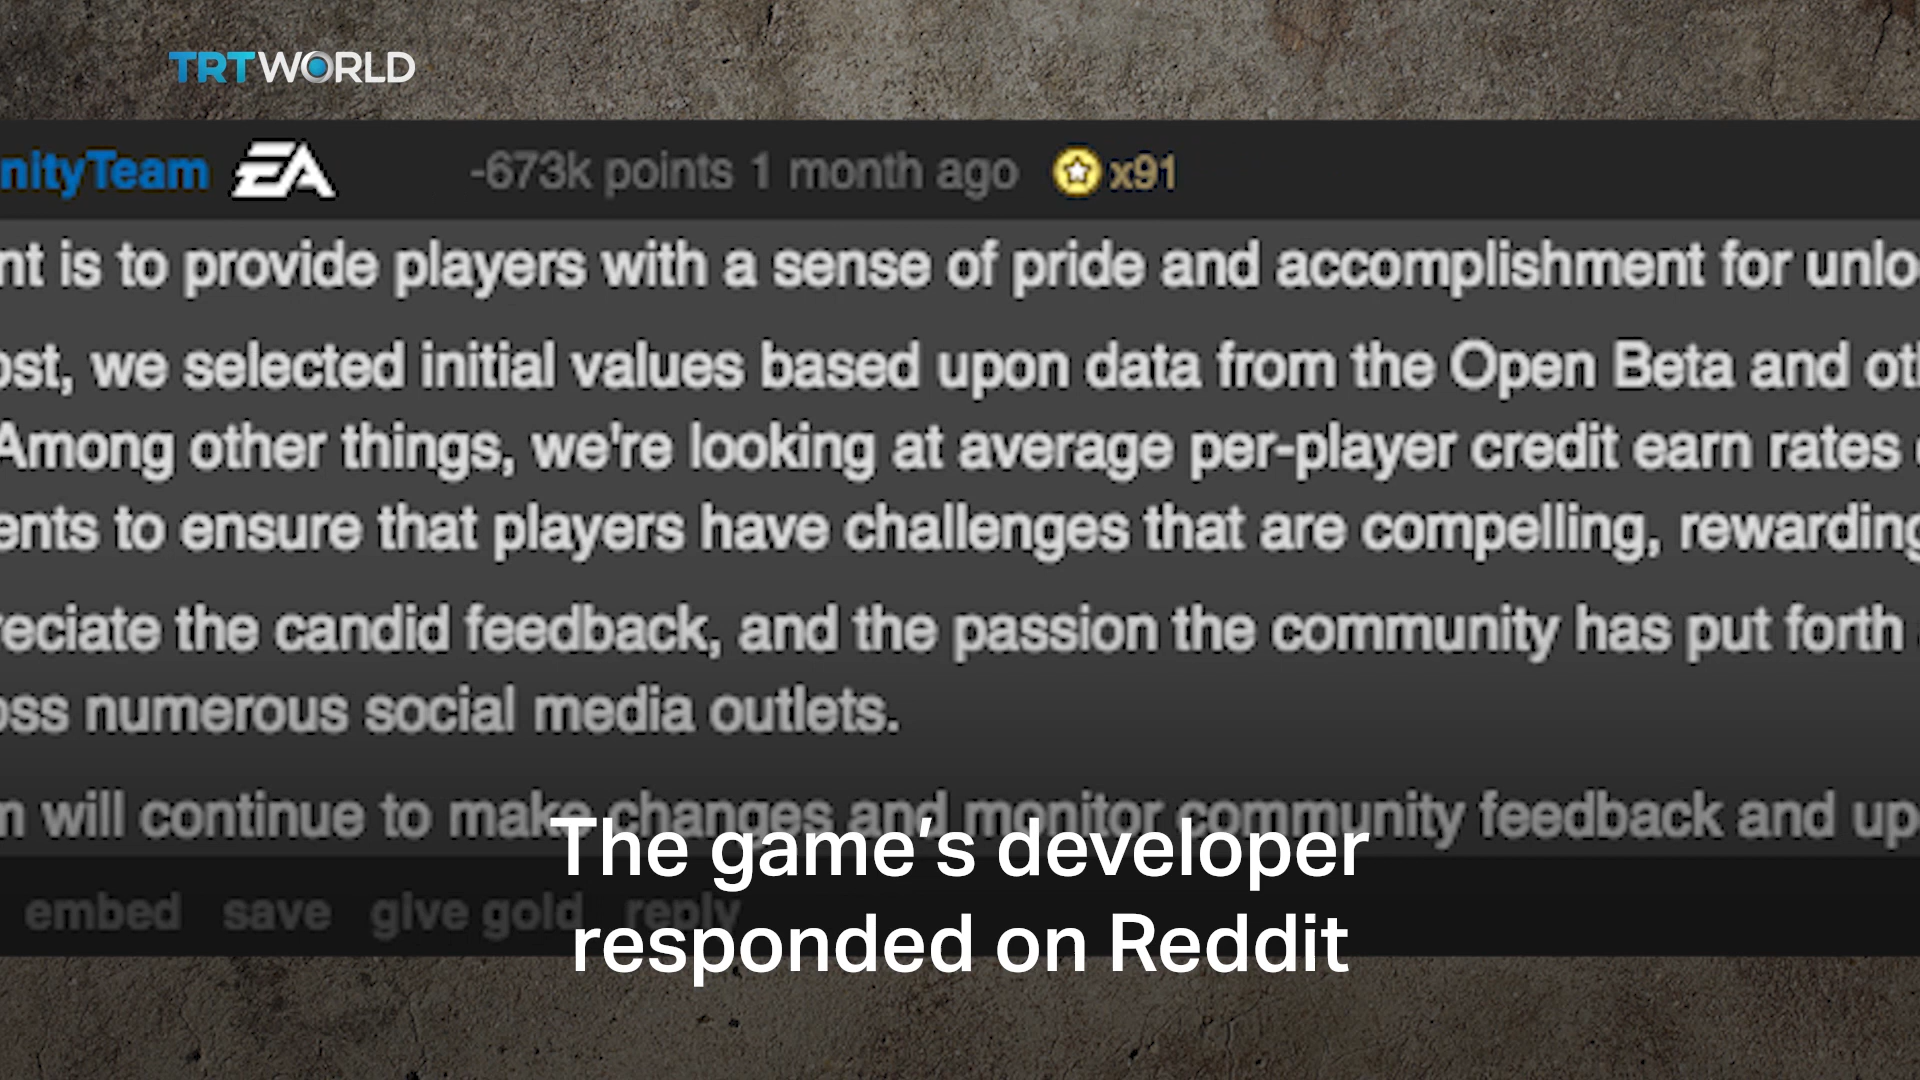 TRT WORLD
nityTeam EA -673k points 1 month ago x91
nt is to provide players with a sense of pride and accomplishment for unlo
ost, we selected initial values based upon data from the Open Beta and oth
Among other things, we're looking at average per-player credit earn rates
ents to ensure that players have challenges that are compelling, rewarding
reciate the candid feedback, and the passion the community has put forth
oss numerous social media outlets.
n will continue to make changes and monitor community feedback and up
embed save give gold reply
The game's developer
responded on Reddit